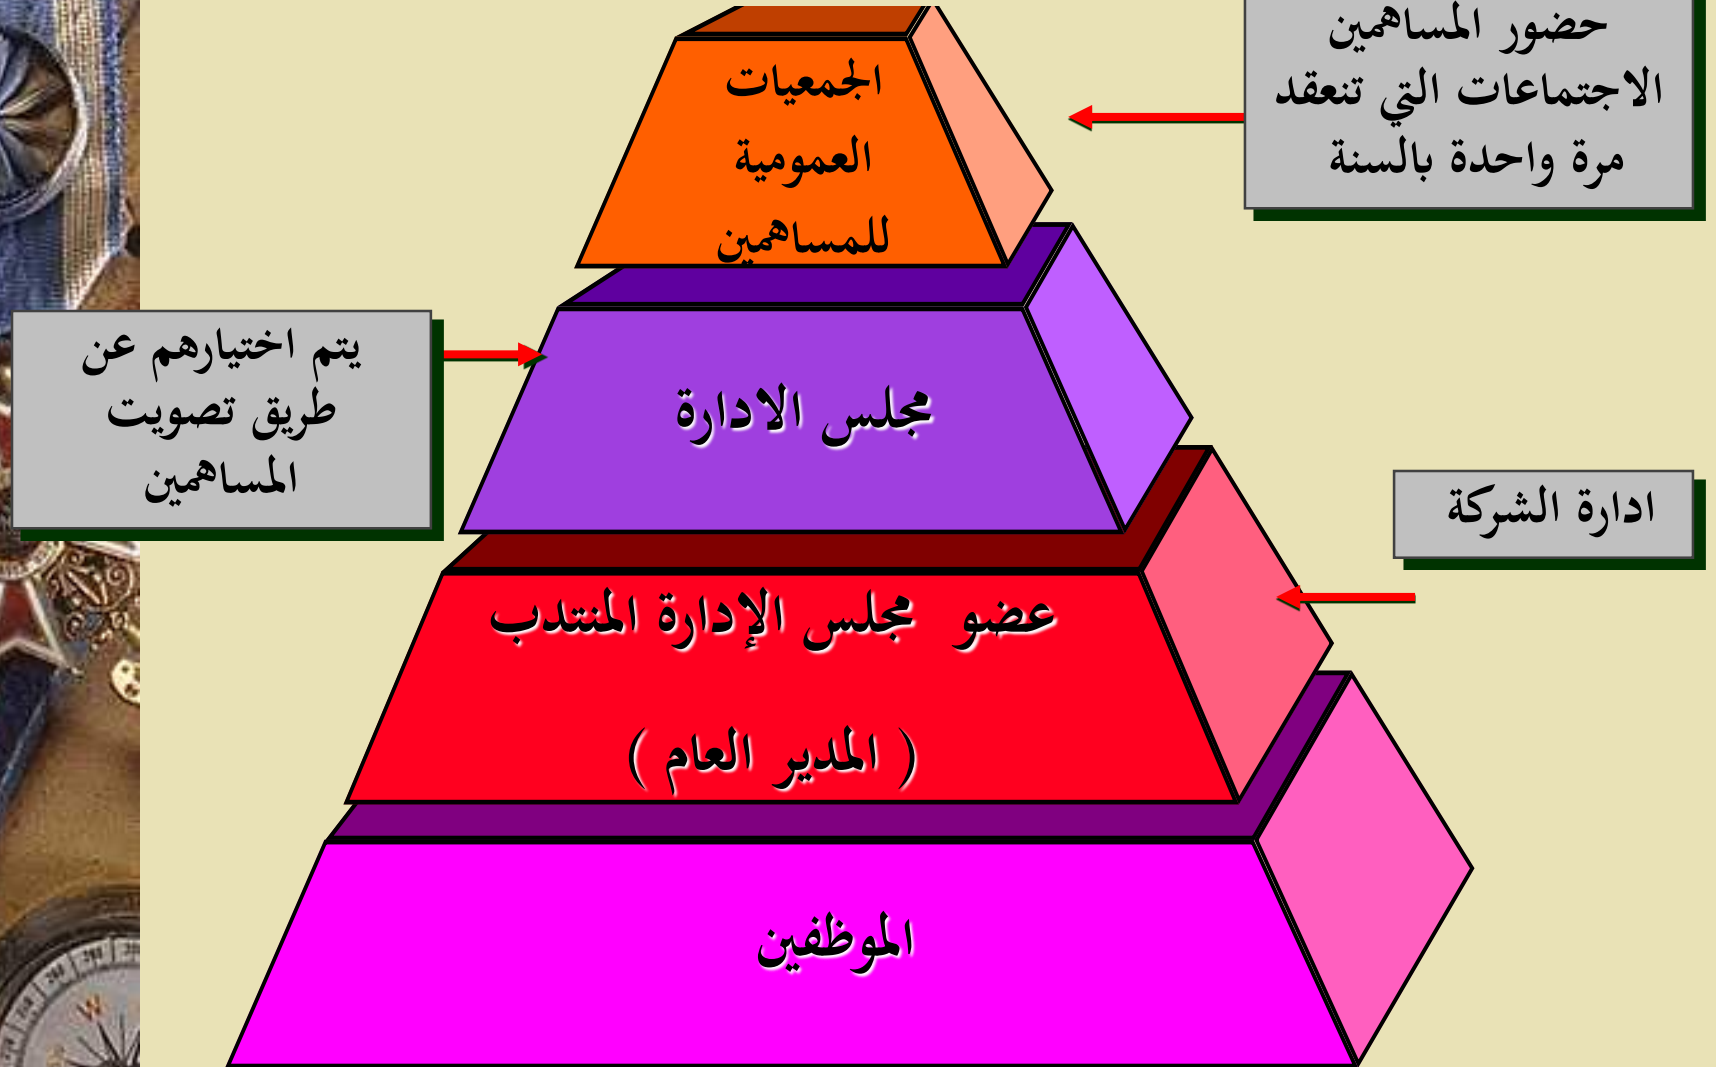 حضور المساهمين
الاجتماعات التي تنعقد
مرة واحدة بالسنة
الجمعيات
العمومية
للمساهمين
يتم اختيارهم عن
طريق تصويت
المساهمين
مجلس الادارة
ادارة الشركة
عضو مجلس الإدارة المنتدب
( المدير العام )
الموظفين
W